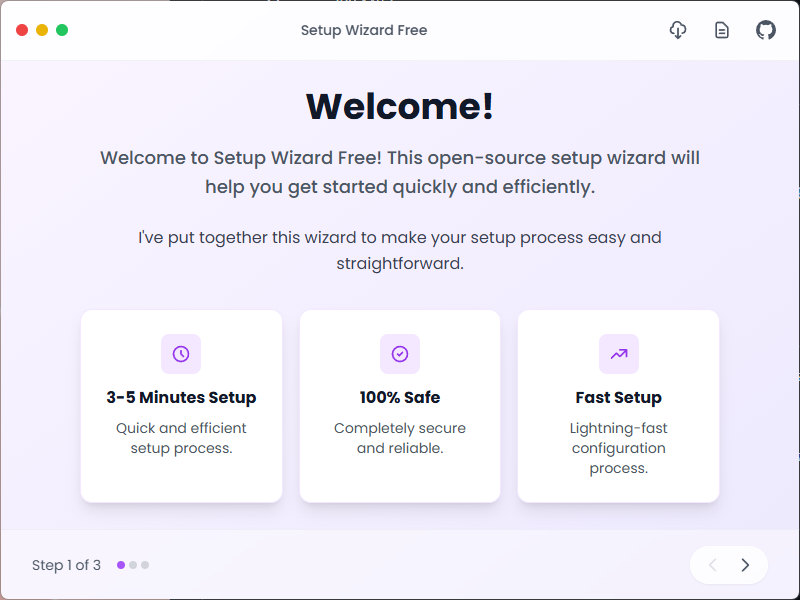 Setup Wizard Free
Welcome!
Welcome to Setup Wizard Free! This open-source setup wizard will
help you get started quickly and efficiently.
I've put together this wizard to make your setup process easy and
straightforward.
3-5 Minutes Setup
Quick and efficient
setup process.
100% Safe
Completely secure
and reliable.
Fast Setup
Lightning-fast
configuration
process.
Step 1 of 3